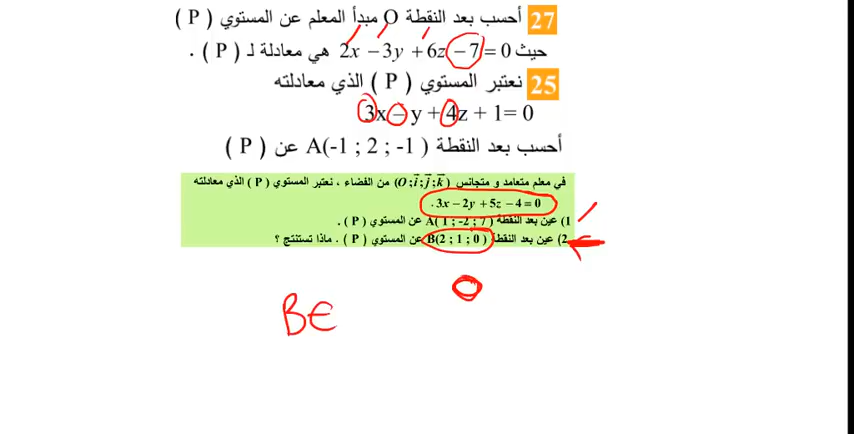 27 أحسب بعد النقطة O مبدأ المعلم عن المستوي ( P )
حيث 2x - 3y + 6z - 7 = 0 هي معادلة لـ ( P ) .
25 نعتبر المستوي ( P ) الذي معادلته
3x - y + 4z + 1 = 0
أحسب بعد النقطة A(-1 ; 2 ; -1 ) عن ( P )
في معلم متعامد و متجانس (O ; i ; j ; k) من الفضاء ، نعتبر المستوي ( P ) الذي معادلته
3x - 2y + 5z - 4 = 0 .
1) عين بعد النقطة A( 1 ; -2 ; 7 ) عن المستوي ( P ) .
2) عين بعد النقطة B(2 ; 1 ; 0 ) عن المستوي ( P ) . ماذا تستنتج ؟
0
B∈